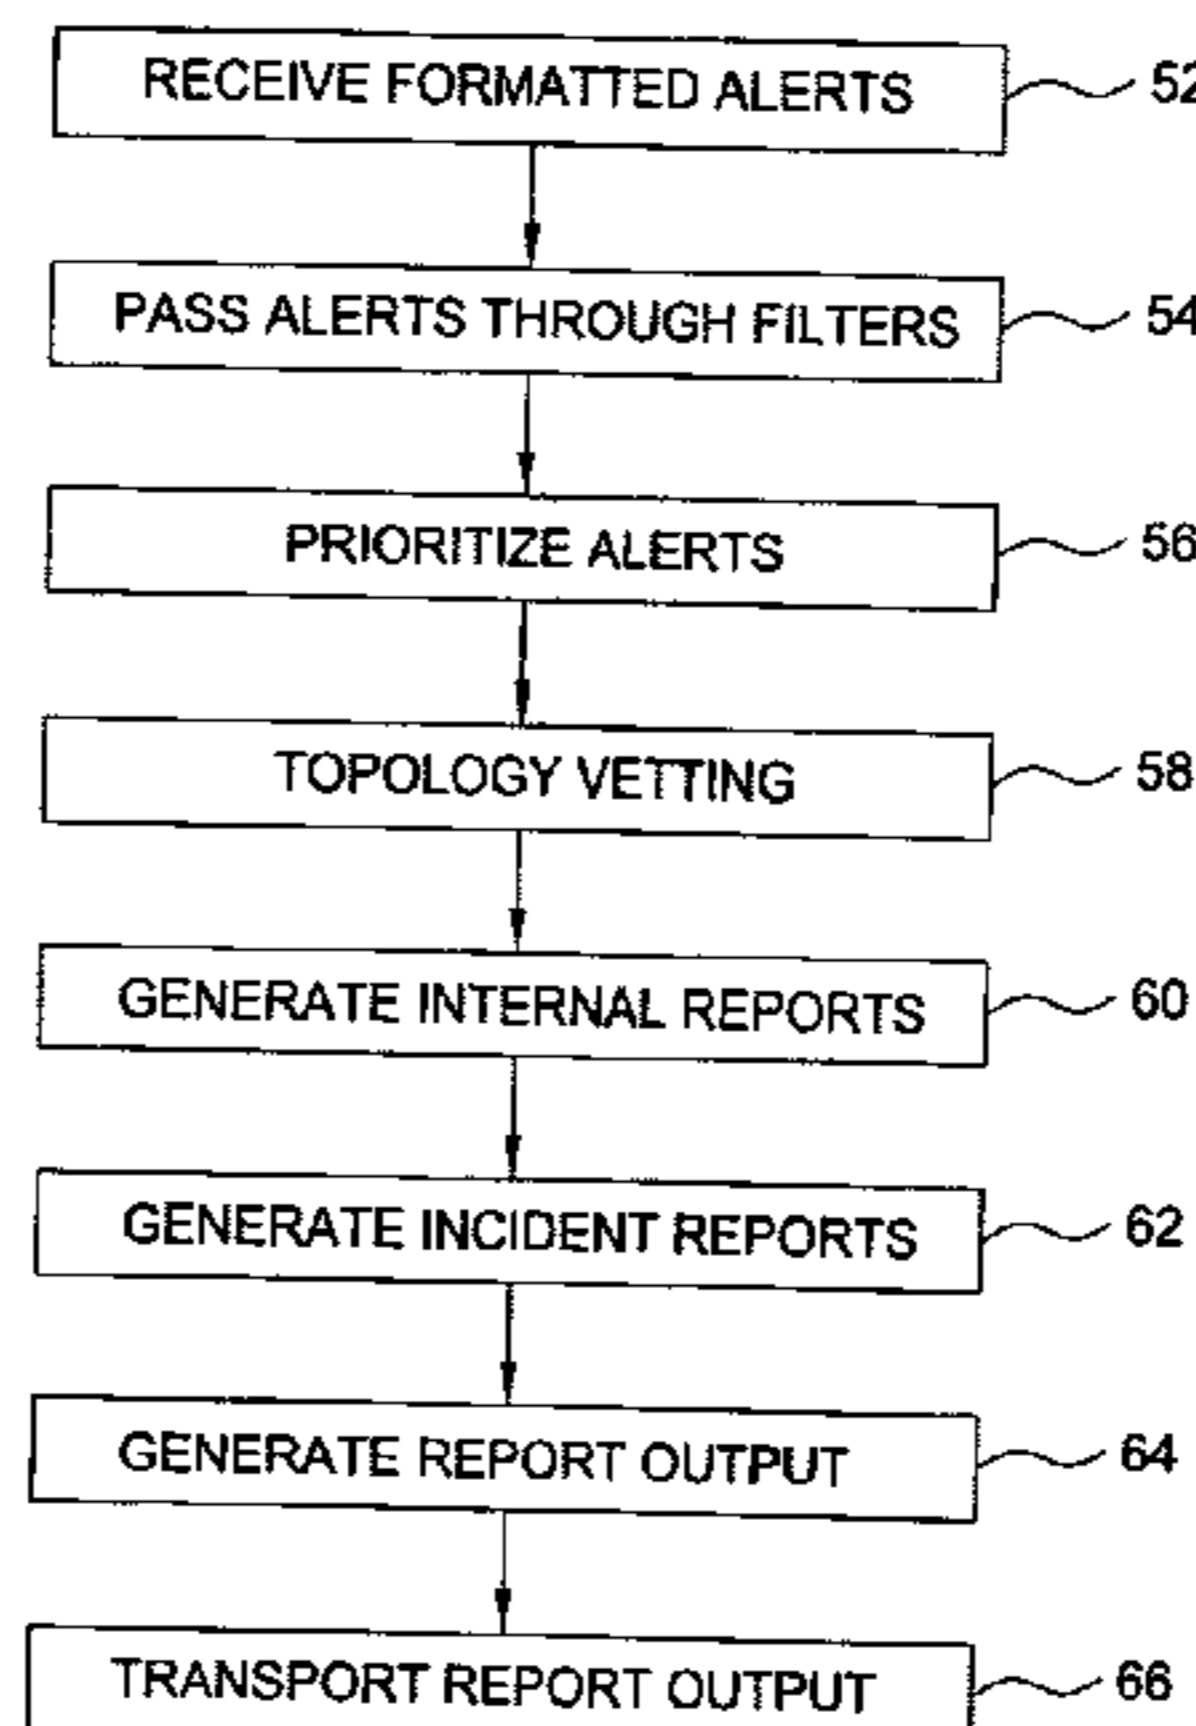 RECEIVE FORMATTED ALERTS 52
PASS ALERTS THROUGH FILTERS 54
PRIORITIZE ALERTS 56
TOPOLOGY VETTING 58
GENERATE INTERNAL REPORTS 60
GENERATE INCIDENT REPORTS 62
GENERATE REPORT OUTPUT 64
TRANSPORT REPORT OUTPUT 66